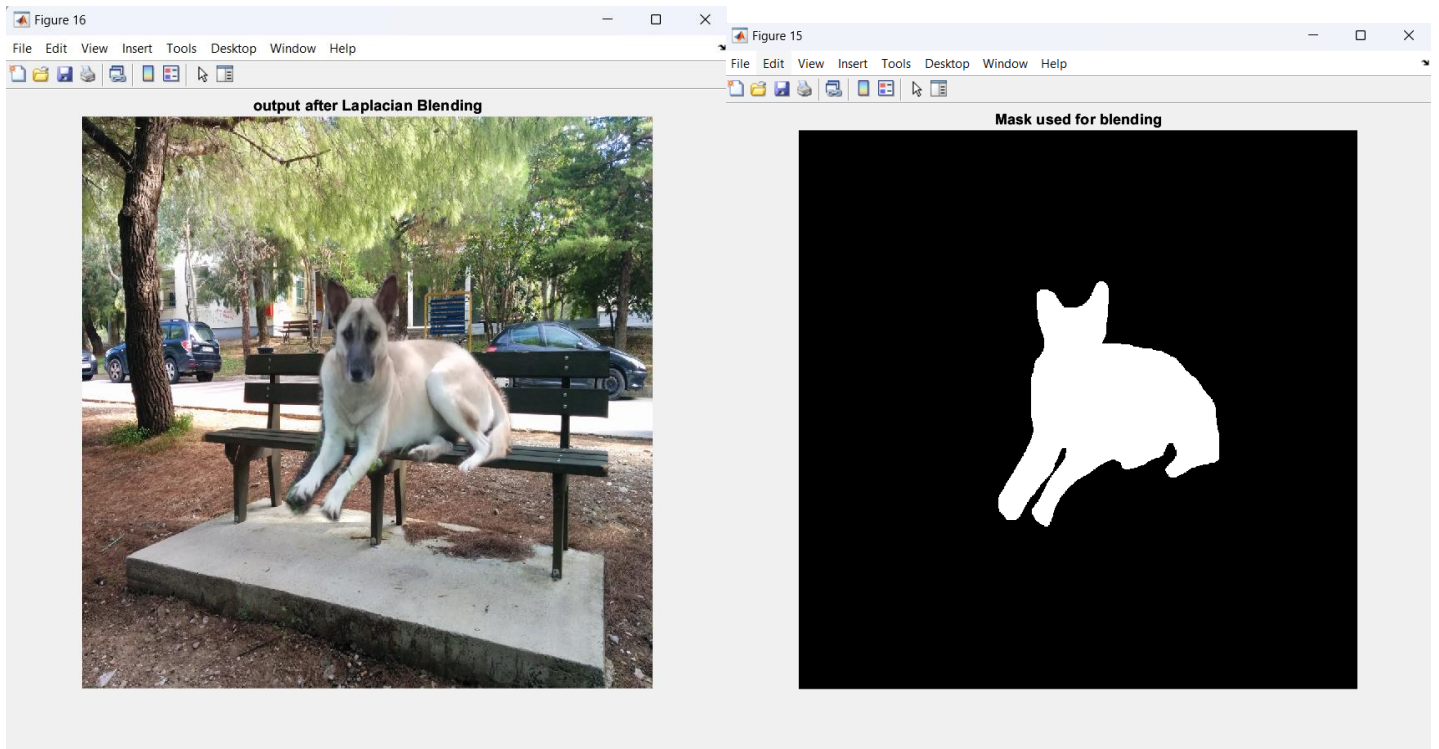 Figure 16
File Edit View Insert Tools Desktop Window Help
output after Laplacian Blending
Figure 15
File Edit View Insert Tools Desktop Window Help
Mask used for blending